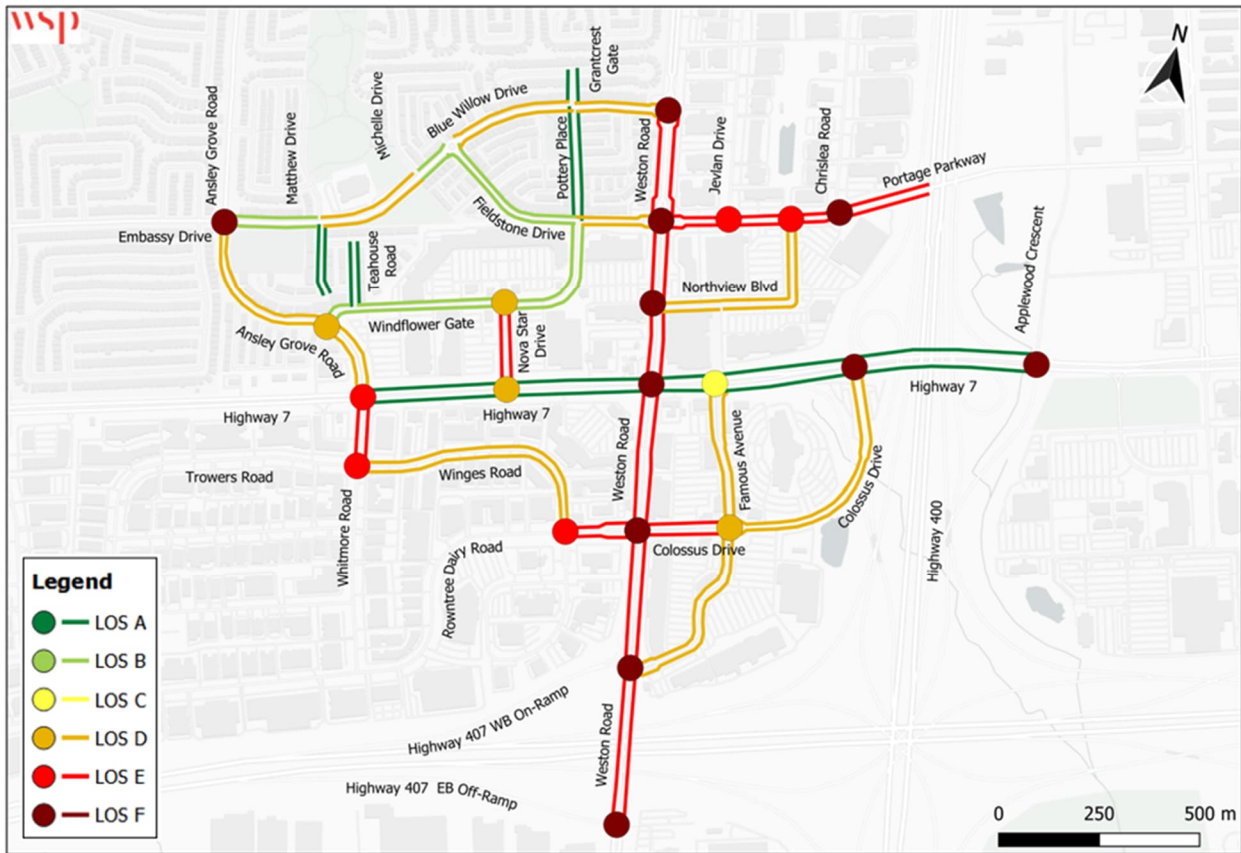 wsp
N
Grantcrest
Gate
Ansley Grove Road
Matthew Drive
Michelle Drive
Blue Willow Drive
Pottery Place
Weston Road
Jevlan Drive
Chrislea Road
Portage Parkway
Embassy Drive
Fieldstone Drive
Teahouse
Road
Applewood Crescent
Northview Blvd
Windflower Gate
Nova Star
Drive
Ansley Grove Road
Highway 7
Highway 7
Highway 7
Trowers Road
Winges Road
Weston Road
Famous Avenue
Colossus Drive
Whitmore Road
Rowntree Dairy Road
Colossus Drive
Highway 400
Legend
LOS A
LOS B
LOS C
LOS D
LOS E
LOS F
Highway 407 WB On-Ramp
Weston Road
Highway 407 EB Off-Ramp
0 250 500 m